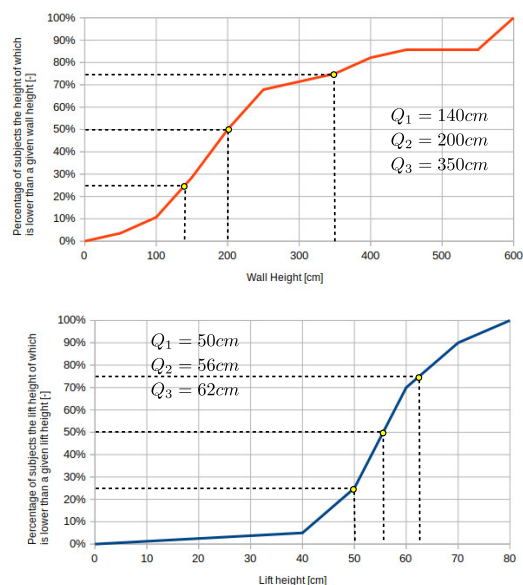 Percentage of subjects the height of which
is lower than a given wall height [-]
100%
90%
80%
70%
60%
50%
40%
30%
20%
10%
0%
Q1 = 140cm
Q2 = 200cm
Q3 = 350cm
0 100 200 300 400 500 600
Wall Height [cm]
Percentage of subjects the lift height of which
is lower than a given lift height [-]
100%
90%
80%
70%
60%
50%
40%
30%
20%
10%
0%
Q1 = 50cm
Q2 = 56cm
Q3 = 62cm
0 10 20 30 40 50 60 70 80
Lift height [cm]